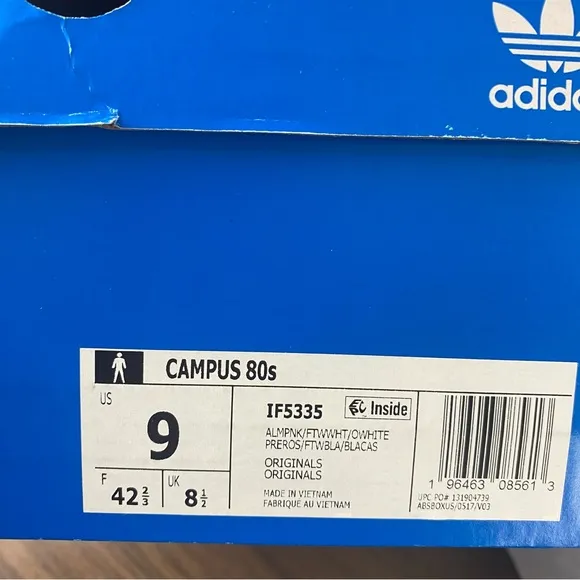 adidas
CAMPUS 80s
US
9
F
42 2/3
UK
8 1/2
IF5335
Inside
ALMPNK/FTWWHT/OWHITE
PREROS/FTWBLA/BLACAS
ORIGINALS
ORIGINALS
MADE IN VIETNAM
FABRIQUE AU VIETNAM
1 96463 08561 3
UPC PO# 131904739
ABSBOXUS/0517/V03